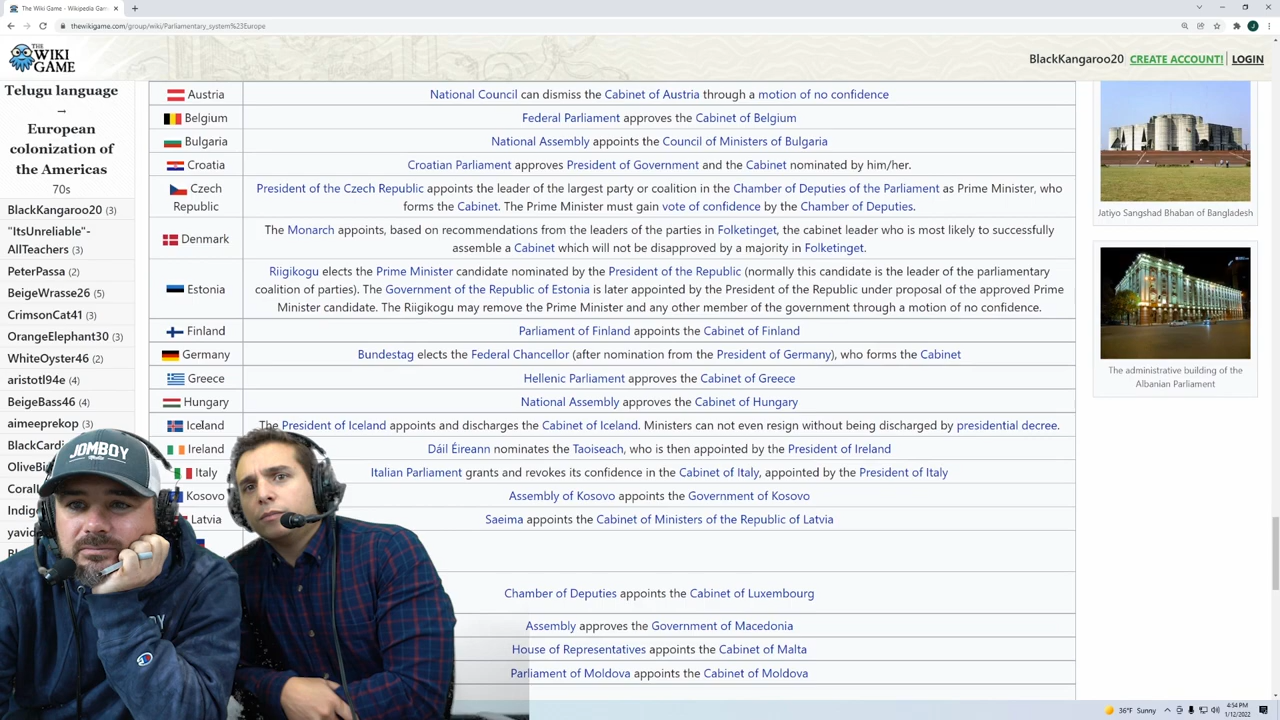 The Wiki Game - Wikipedia Gam
thewikigame.com/group/wiki/Parliamentary_system%23Europe
THE WIKI GAME
BlackKangaroo20 CREATE ACCOUNT! LOGIN
Telugu language
→
European
colonization of
the Americas
70s
BlackKangaroo20 (3)
"ItsUnreliable"-
AllTeachers (3)
PeterPassa (2)
BeigeWrasse26 (5)
CrimsonCat41 (3)
OrangeElephant30 (3)
WhiteOyster46 (2)
aristotl94e (4)
BeigeBass46 (4)
aimeeprekop (3)
BlackCardi
OliveBi
Corall
Indig
yavid
Austria National Council can dismiss the Cabinet of Austria through a motion of no confidence
Belgium Federal Parliament approves the Cabinet of Belgium
Bulgaria National Assembly appoints the Council of Ministers of Bulgaria
Croatia Croatian Parliament approves President of Government and the Cabinet nominated by him/her.
Czech Republic President of the Czech Republic appoints the leader of the largest party or coalition in the Chamber of Deputies of the Parliament as Prime Minister, who
forms the Cabinet. The Prime Minister must gain vote of confidence by the Chamber of Deputies.
Denmark The Monarch appoints, based on recommendations from the leaders of the parties in Folketinget, the cabinet leader who is most likely to successfully
assemble a Cabinet which will not be disapproved by a majority in Folketinget.
Estonia Riigikogu elects the Prime Minister candidate nominated by the President of the Republic (normally this candidate is the leader of the parliamentary
coalition of parties). The Government of the Republic of Estonia is later appointed by the President of the Republic under proposal of the approved Prime
Minister candidate. The Riigikogu may remove the Prime Minister and any other member of the government through a motion of no confidence.
Finland Parliament of Finland appoints the Cabinet of Finland
Germany Bundestag elects the Federal Chancellor (after nomination from the President of Germany), who forms the Cabinet
Greece Hellenic Parliament approves the Cabinet of Greece
Hungary National Assembly approves the Cabinet of Hungary
Iceland The President of Iceland appoints and discharges the Cabinet of Iceland. Ministers can not even resign without being discharged by presidential decree.
Ireland Dáil Éireann nominates the Taoiseach, who is then appointed by the President of Ireland
Italy Italian Parliament grants and revokes its confidence in the Cabinet of Italy, appointed by the President of Italy
Kosovo Assembly of Kosovo appoints the Government of Kosovo
Latvia Saeima appoints the Cabinet of Ministers of the Republic of Latvia
Chamber of Deputies appoints the Cabinet of Luxembourg
Assembly approves the Government of Macedonia
House of Representatives appoints the Cabinet of Malta
Parliament of Moldova appoints the Cabinet of Moldova
Jatiyo Sangshad Bhaban of Bangladesh
The administrative building of the
Albanian Parliament
JOMBOY
36°F Sunny
4:54 PM
1/12/2022